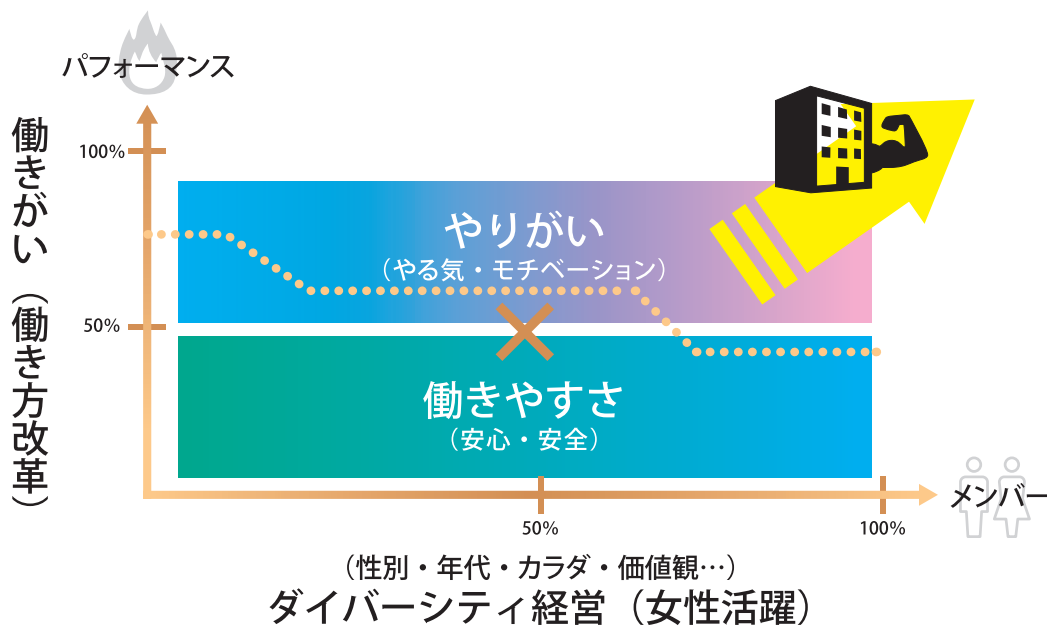 パフォーマンス
働きがい（働き方改革）
100%
やりがい
（やる気・モチベーション）
50%
働きやすさ
（安心・安全）
メンバー
50%
100%
（性別・年代・カラダ・価値観…）
ダイバーシティ経営（女性活躍）